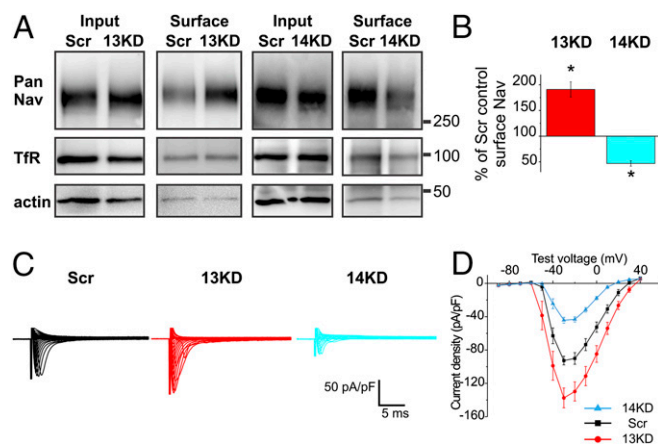 A
Input Surface Input Surface
Scr 13KD Scr 13KD Scr 14KD Scr 14KD
Pan
Nav
250
TfR
100
50
actin
B
13KD 14KD
% of Scr control
surface Nav
200
150
100
50
*
*
C
Scr 13KD 14KD
50 pA/pF
5 ms
D
Test voltage (mV)
-80 -40 0 40
0
-40
-80
-120
-160
Current density (pA/pF)
14KD
Scr
13KD